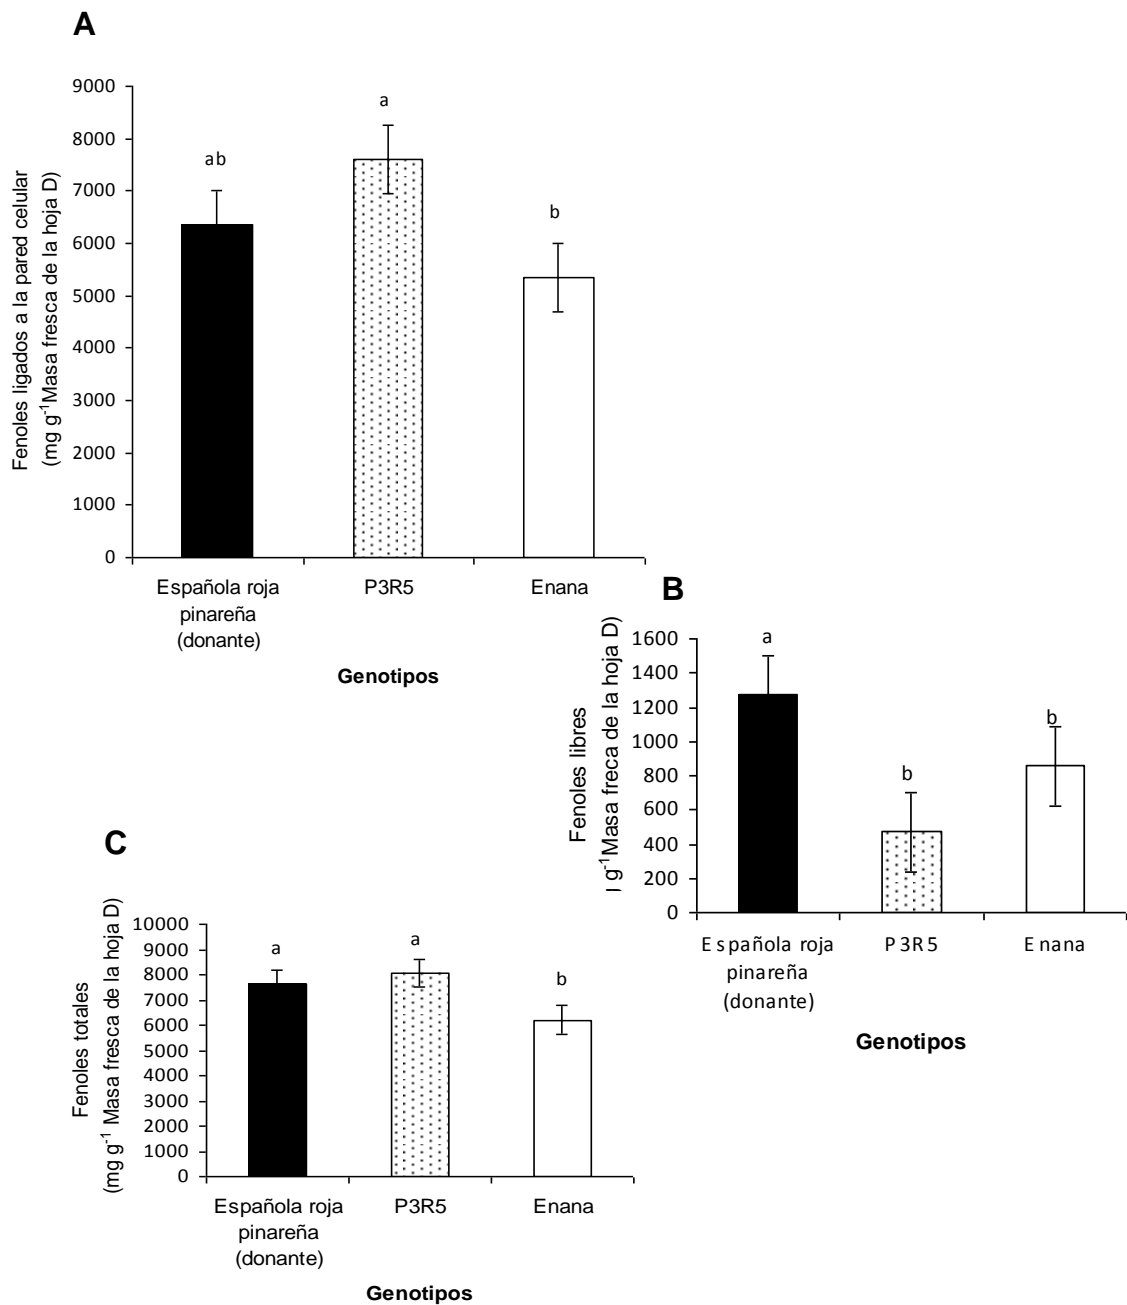 A
Fenoles ligados a la pared celular
(mg g-1Masa fresca de la hoja D)
9000
8000
7000
6000
5000
4000
3000
2000
1000
0
ab
a
b
Española roja
pinareña
(donante)
P3R5
Enana
Genotipos
B
Fenoles libres
g-1Masa freca de la hoja D)
1600
1400
1200
1000
800
600
400
200
0
a
b
b
Española roja
pinareña
(donante)
P3R5
Enana
Genotipos
C
Fenoles totales
(mg g-1 Masa fresca de la hoja D)
10000
9000
8000
7000
6000
5000
4000
3000
2000
1000
0
a
a
b
Española roja
pinareña
(donante)
P3R5
Enana
Genotipos